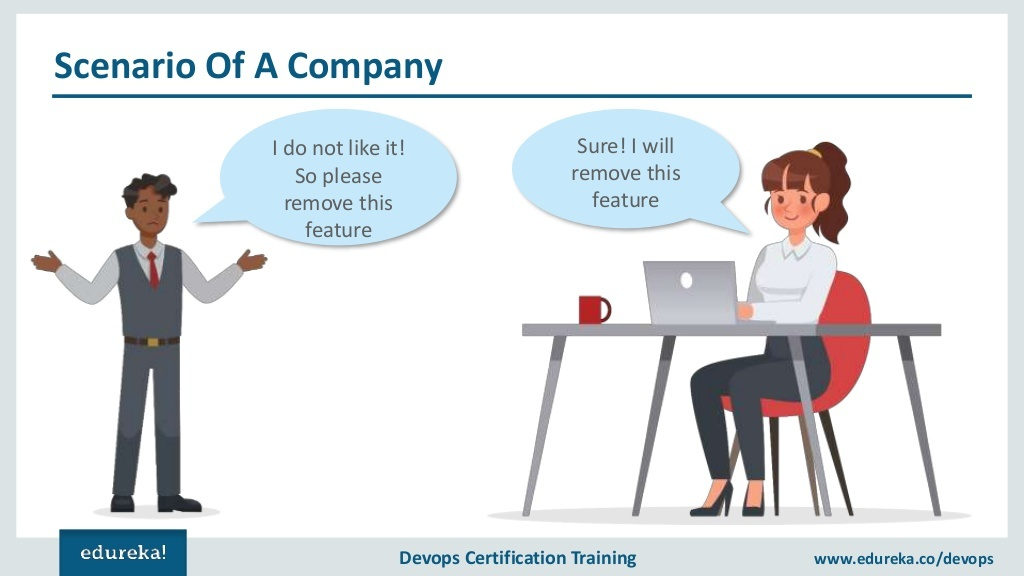 Scenario Of A Company
I do not like it!
So please
remove this
feature
Sure! I will
remove this
feature
edureka!
Devops Certification Training
www.edureka.co/devops